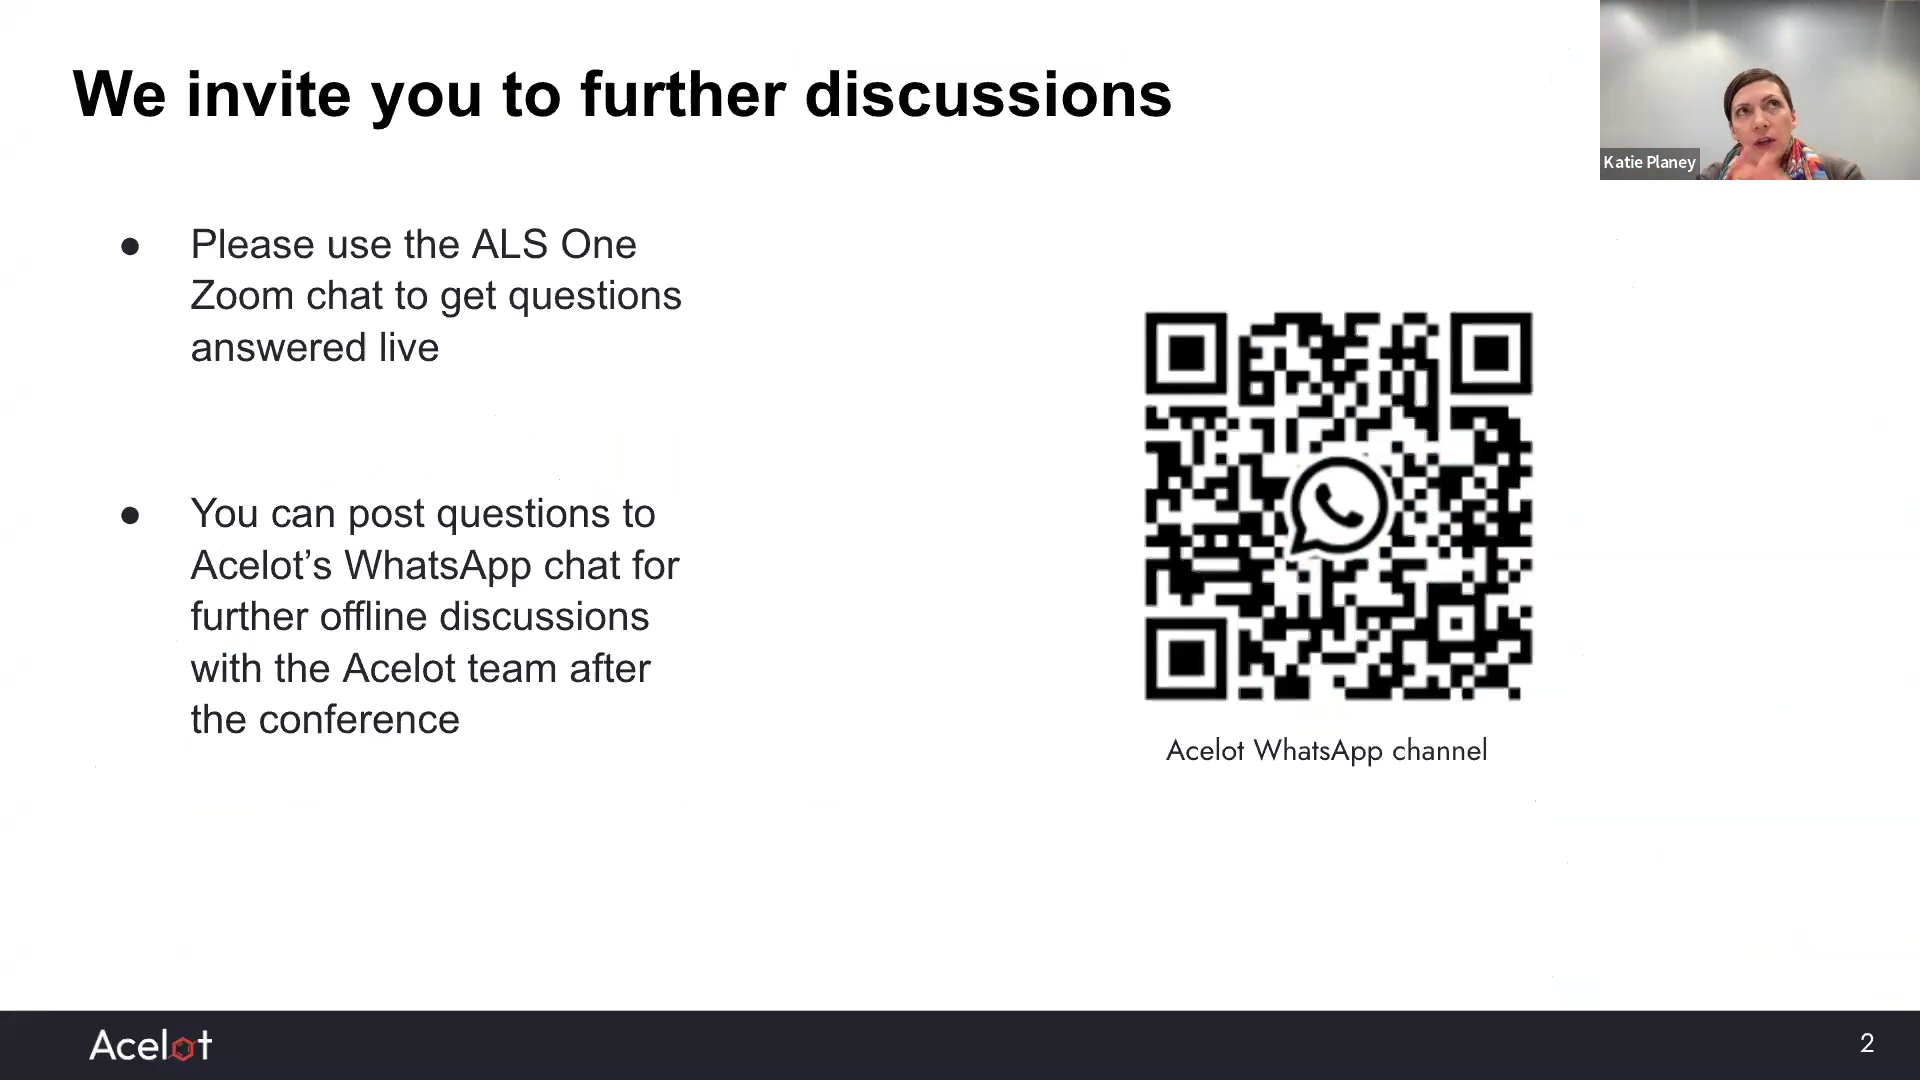 We invite you to further discussions
Katie Planey
● Please use the ALS One
Zoom chat to get questions
answered live
● You can post questions to
Acelot’s WhatsApp chat for
further offline discussions
with the Acelot team after
the conference
Acelot WhatsApp channel
Acelot
2